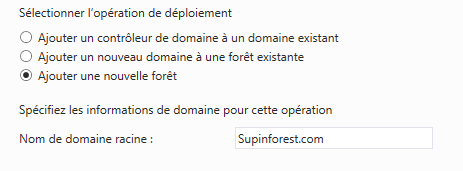 Sélectionner l'opération de déploiement
Ajouter un contrôleur de domaine à un domaine existant
Ajouter un nouveau domaine à une forêt existante
Ajouter une nouvelle forêt
Spécifiez les informations de domaine pour cette opération
Nom de domaine racine : Supinforest.com